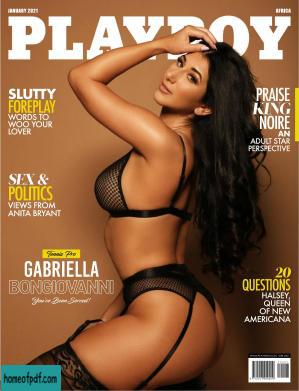 JANUARY 2021
AFRICA
PLAYBOY
SLUTTY
FOREPLAY
WORDS TO
WOO YOUR
LOVER
PRAISE
KING
NOIRE
AN
ADULT STAR
PERSPECTIVE
SEX &
POLITICS
VIEWS FROM
ANITA BRYANT
Tennis Pro
GABRIELLA
BONGIOVANNI
You've Been Served!
20
QUESTIONS
HALSEY,
QUEEN
OF NEW
AMERICANA
homeofpdf.com